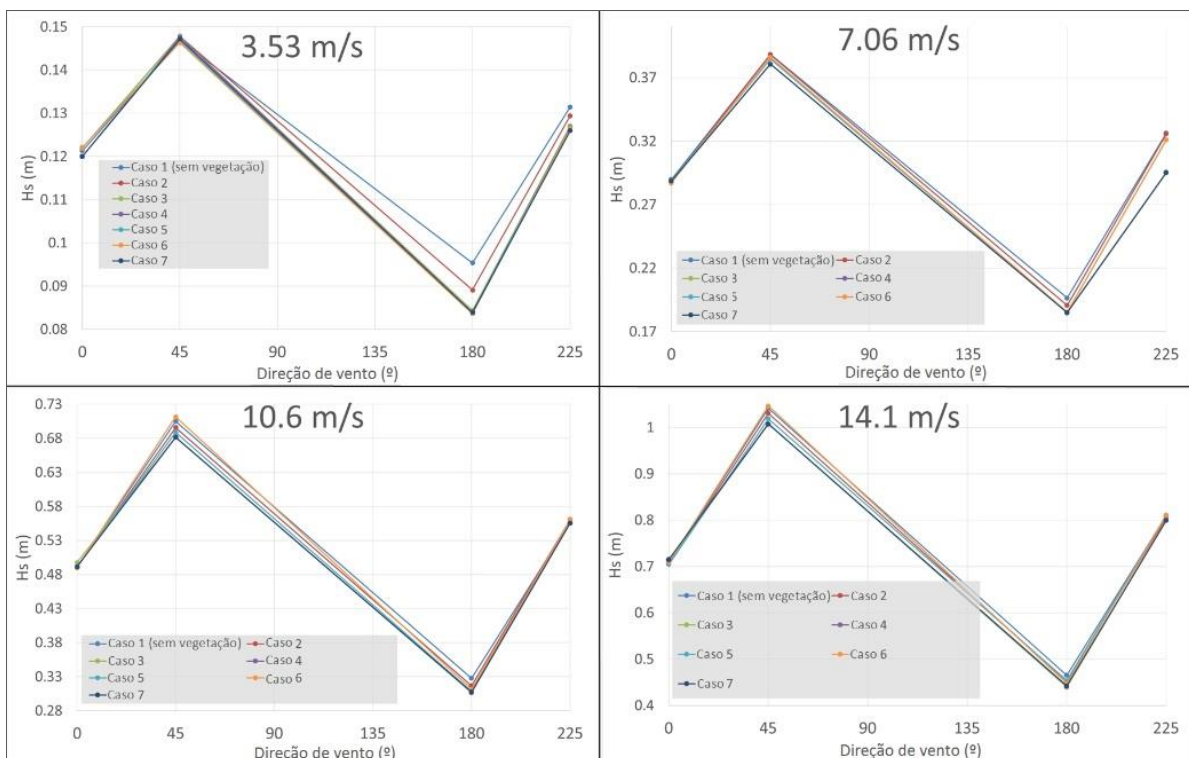 3.53 m/s
0.15
0.14
0.13
0.12
0.11
0.1
0.09
0.08
Hs (m)
Caso 1 (sem vegetação)
Caso 2
Caso 3
Caso 4
Caso 5
Caso 6
Caso 7
0 45 90 135 180 225
Direção de vento (º)
7.06 m/s
0.37
0.32
0.27
0.22
0.17
Hs (m)
Caso 1 (sem vegetação) Caso 2
Caso 3 Caso 4
Caso 5 Caso 6
Caso 7
0 45 90 135 180 225
Direção de vento (º)
10.6 m/s
0.73
0.68
0.63
0.58
0.53
0.48
0.43
0.38
0.33
0.28
Hs (m)
Caso 1 (sem vegetação) Caso 2
Caso 3 Caso 4
Caso 5 Caso 6
Caso 7
0 45 90 135 180 225
Direção de vento (º)
14.1 m/s
1
0.9
0.8
0.7
0.6
0.5
0.4
Hs (m)
Caso 1 (sem vegetação) Caso 2
Caso 3 Caso 4
Caso 5 Caso 6
Caso 7
0 45 90 135 180 225
Direção de vento (º)